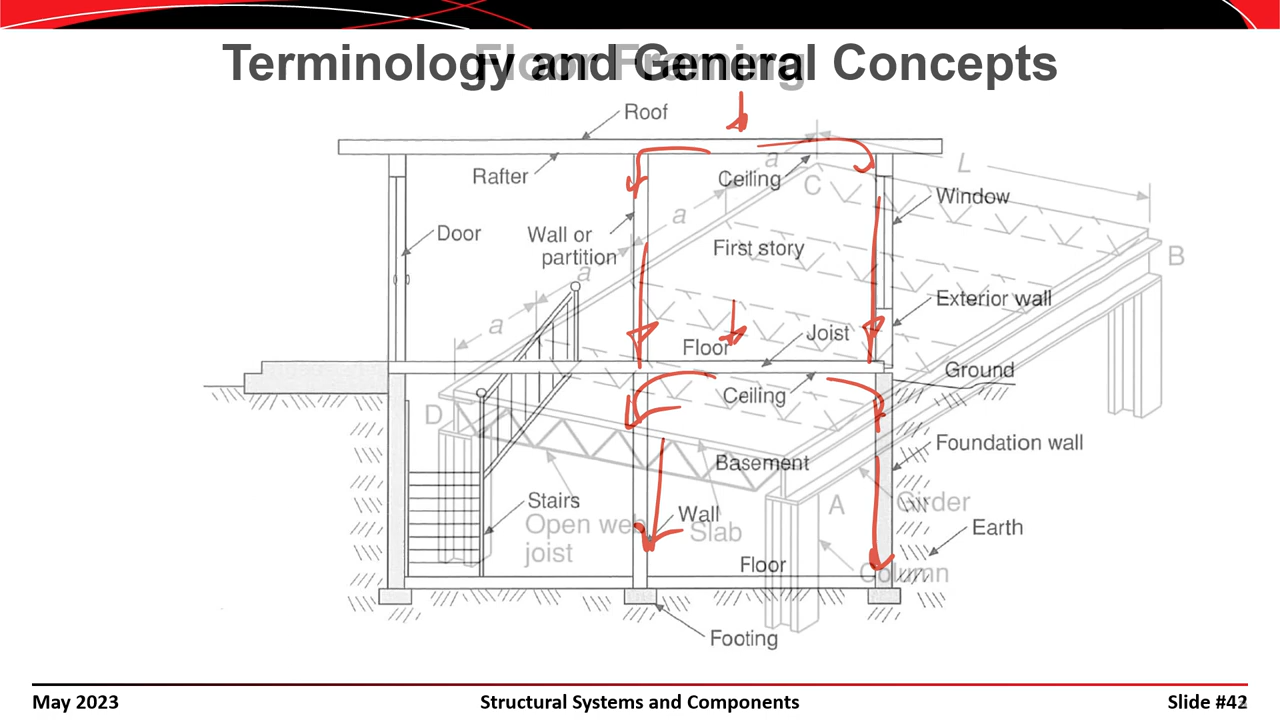 Terminology and General Concepts
Floor Framing
Roof
Rafter
Ceiling
a
C
L
Window
Door
Wall or
partition
a
First story
B
a
Exterior wall
a
Joist
Floor
Ground
Ceiling
D
Foundation wall
Basement
Stairs
Wall
A
Girder
Open web
joist
Slab
Earth
Floor
Column
Footing
May 2023
Structural Systems and Components
Slide #42